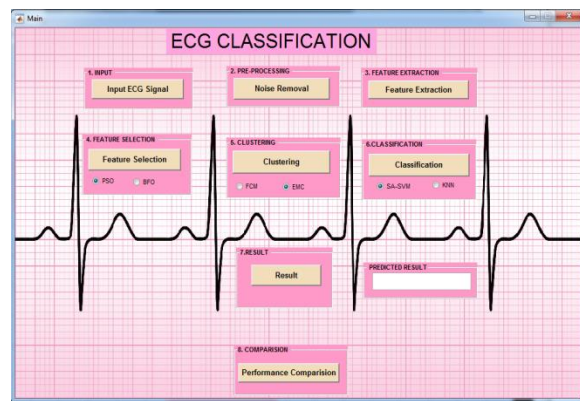 Main
ECG CLASSIFICATION
1. INPUT
Input ECG Signal
2. PRE-PROCESSING
Noise Removal
3. FEATURE EXTRACTION
Feature Extraction
4. FEATURE SELECTION
Feature Selection
PSO BFO
5. CLUSTERING
Clustering
FCM EMC
6.CLASSIFICATION
Classification
SA-SVM KNN
7.RESULT
Result
PREDICTED RESULT
8. COMPARISION
Performance Comparision